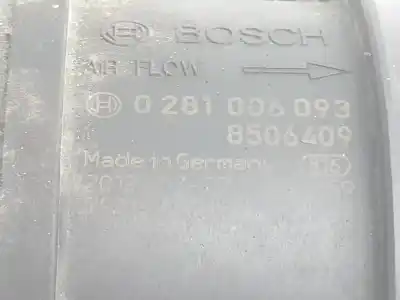 BOSCH
AIR FLOW
0 281 006 093
8506409
Made in Germany